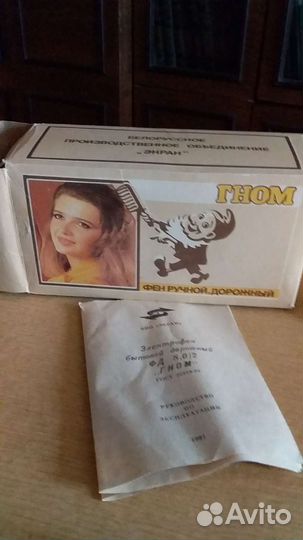 БЕЛОРУССКОЕ
ПРОИЗВОДСТВЕННОЕ ОБЪЕДИНЕНИЕ
„ЭКРАН"
ГНОМ
ФЕН РУЧНОЙ, ДОРОЖНЫЙ
Электрофен
бытовой дорожный
ФД
„ГНОМ"
РУКОВОДСТВО
ПО
ЭКСПЛУАТАЦИИ
Avito